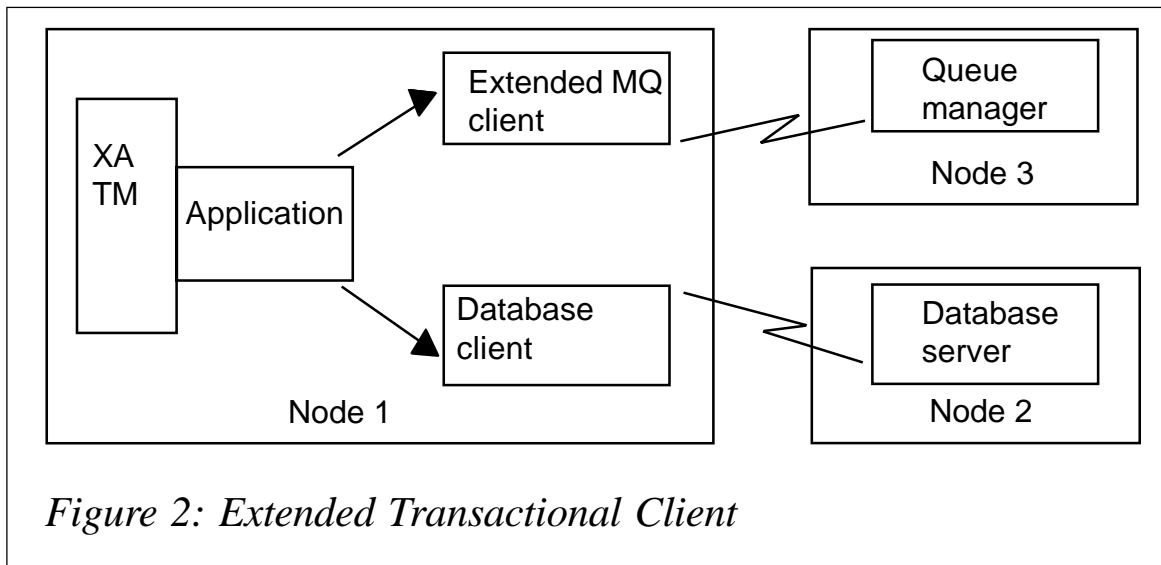 XA
TM
Application
Extended MQ
client
Database
client
Node 1
Queue
manager
Node 3
Database
server
Node 2
Figure 2: Extended Transactional Client